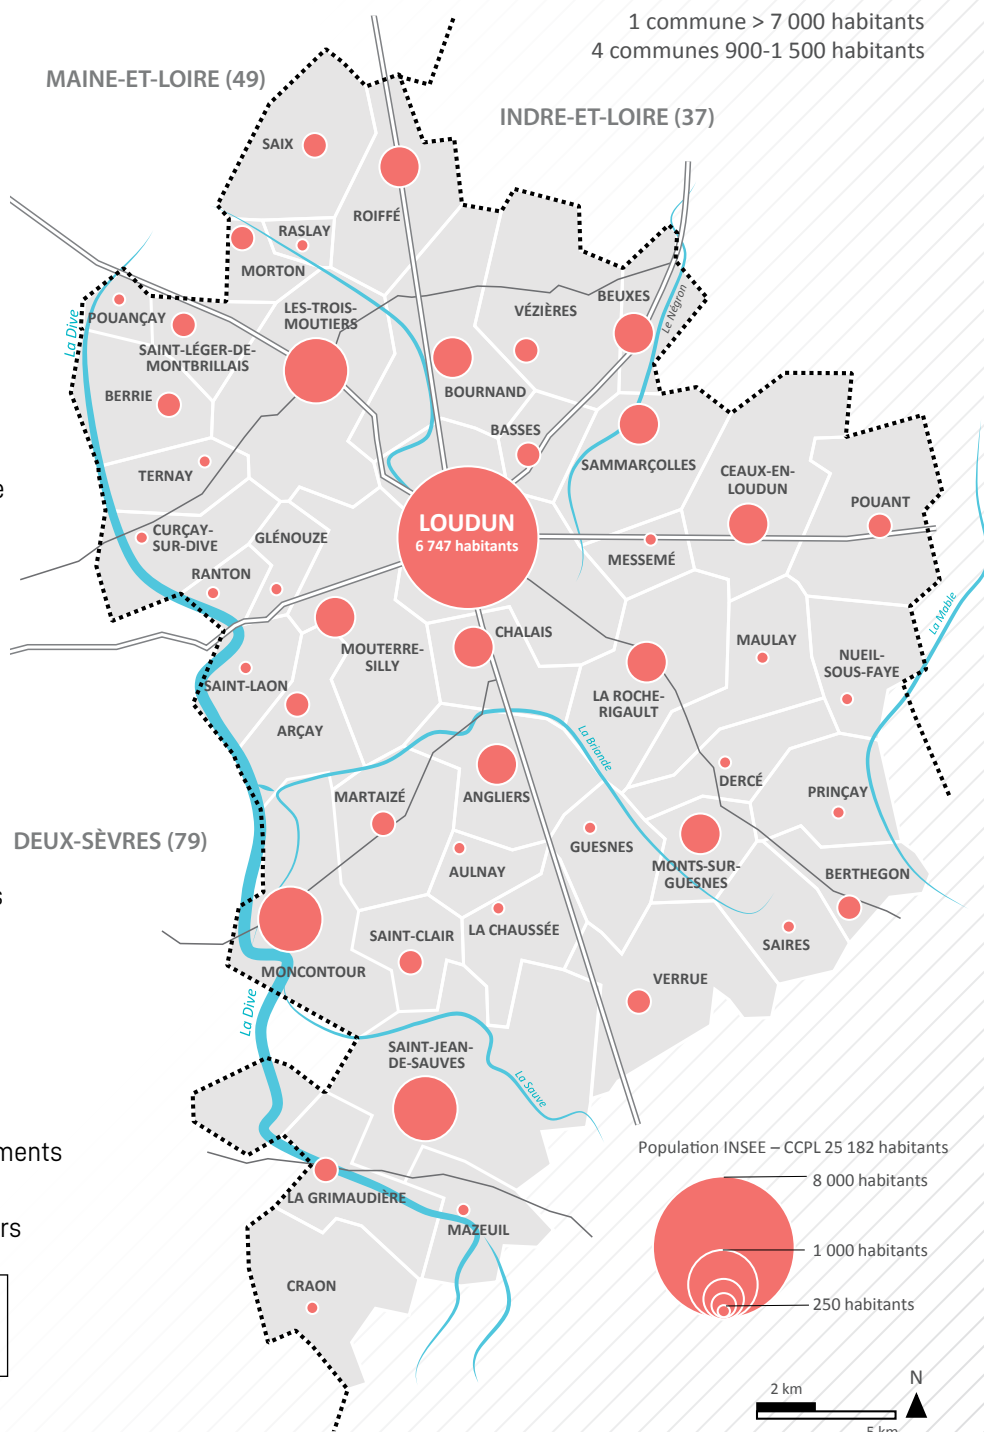 1 commune > 7 000 habitants
4 communes 900-1 500 habitants
MAINE-ET-LOIRE (49)
INDRE-ET-LOIRE (37)
SAIX
ROIFFÉ
RASLAY
MORTON
BEUXES
LES-TROIS-
MOUTIERS
VÉZIÈRES
Le Négron
La Dive
POUANÇAY
SAINT-LÉGER-DE-
MONTBRILLAIS
BERRIE
BOURNAND
BASSES
SAMMARÇOLLES
CEAUX-EN-
LOUDUN
TERNAY
e
POUANT
LOUDUN
6 747 habitants
CURÇAY-
SUR-DIVE
GLÉNOUZE
MESSEMÉ
RANTON
La Mable
CHALAIS
MAULAY
MOUTERRE-
SILLY
NUEIL-
SOUS-FAYE
SAINT-LAON
LA ROCHE-
RIGAULT
ARÇAY
La Briande
DERCÉ
MARTAIZÉ
ANGLIERS
PRINÇAY
DEUX-SÈVRES (79)
GUESNES
AULNAY
MONTS-SUR-
GUESNES
BERTHEGON
s
LA CHAUSSÉE
SAINT-CLAIR
SAIRES
MONCONTOUR
VERRUE
La Dive
SAINT-JEAN-
DE-SAUVES
La Sauve
nements
Population INSEE – CCPL 25 182 habitants
8 000 habitants
LA GRIMAUDIÈRE
rs
MAZEUIL
1 000 habitants
CRAON
250 habitants
2 km
N
5 km